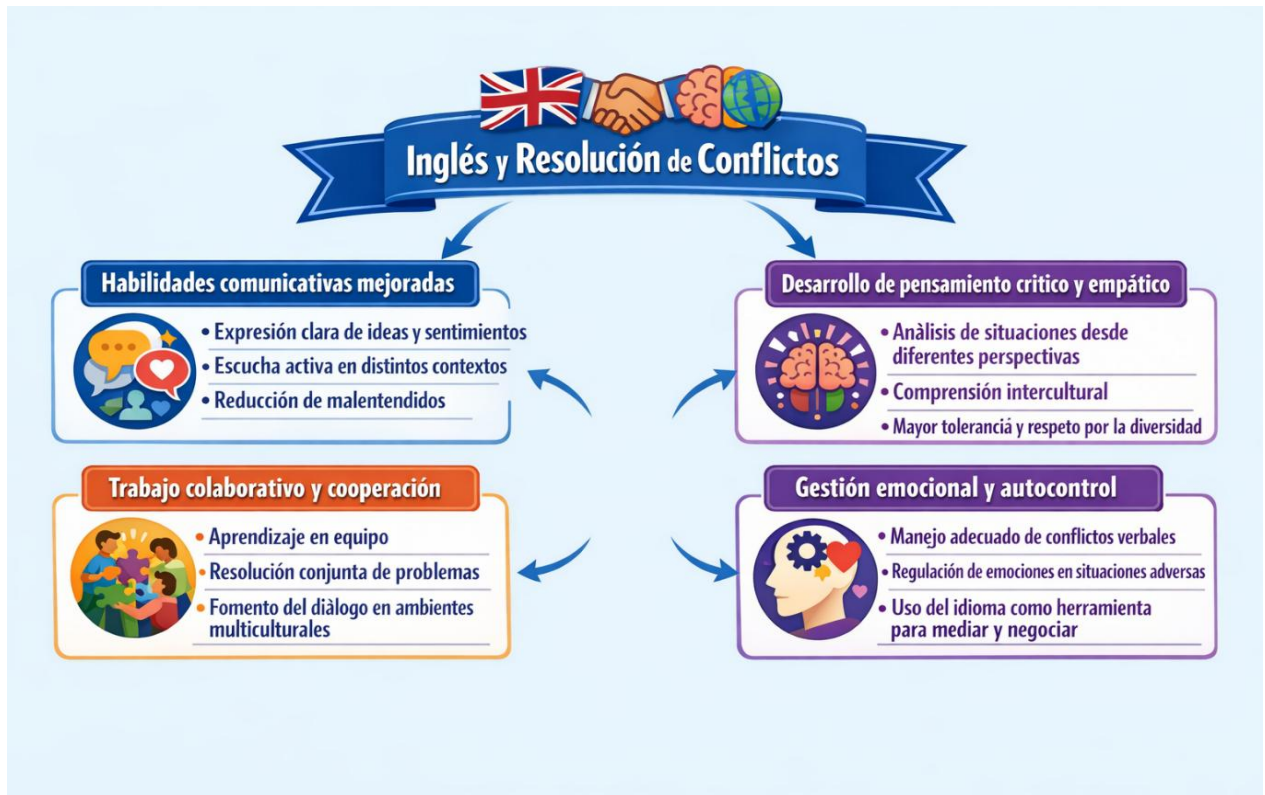 Inglés y Resolución de Conflictos
Habilidades comunicativas mejoradas
• Expresión clara de ideas y sentimientos
• Escucha activa en distintos contextos
• Reducción de malentendidos
Desarrollo de pensamiento critico y empático
• Anàlisis de situaciones desde
diferentes perspectivas
• Comprensión intercultural
• Mayor toleranciá y respeto por la diversidad
Trabajo colaborativo y cooperación
• Aprendizaje en equipo
• Resolución conjunta de problemas
• Fomento del diàlogo en ambientes
multiculturales
Gestión emocional y autocontrol
• Manejo adecuado de conflictos verbales
• Regulación de emociones en situaciones adversas
• Uso del idioma como herramienta
para mediar y negociar